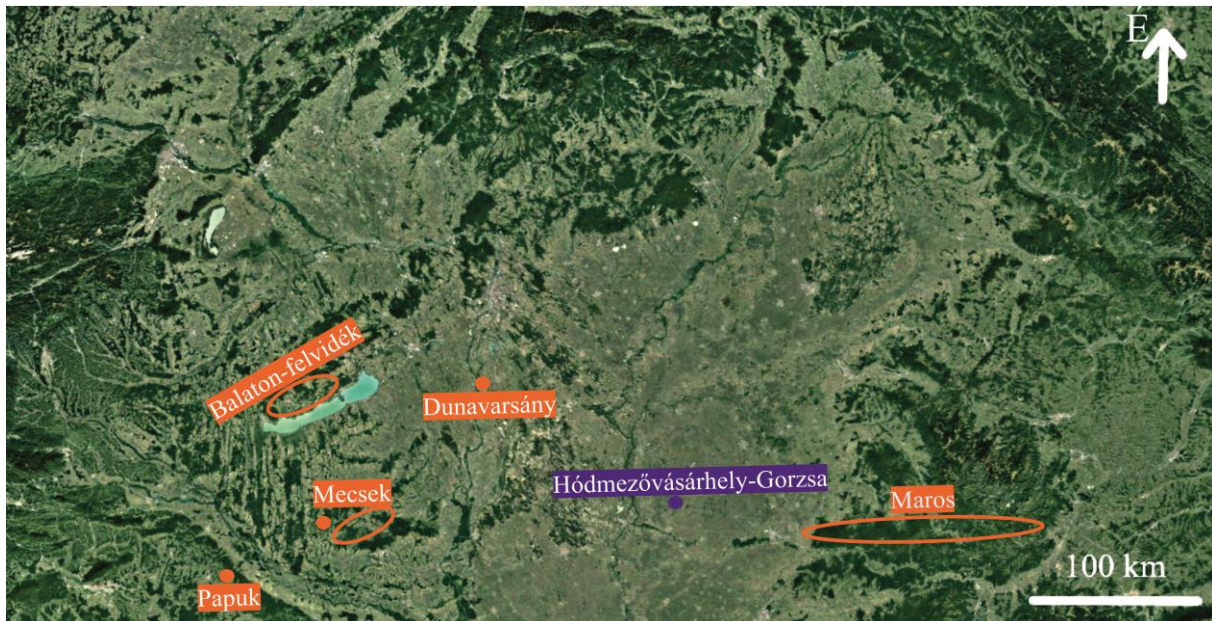 É
Balaton-felvidék
Dunavarsány
Hódmezővásárhely-Gorzsa
Mecsek
Maros
100 km
Papuk